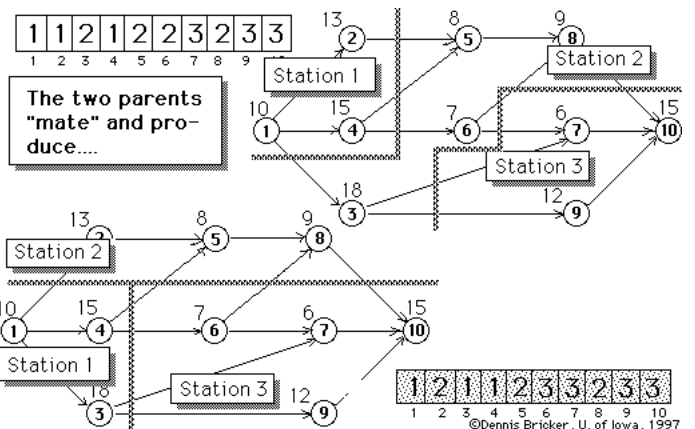 1 1 2 1 2 2 3 2 3 3
1 2 3 4 5 6 7 8 9
The two parents
"mate" and pro-
duce....
13 8 9
2 5 8
Station 1
Station 2
10 15 7 6 15
1 4 6 7 10
Station 3
18 12
3 9
13 8 9
5 8
Station 2
10 15 7 6 15
1 4 6 7 10
Station 1
Station 3
18 12
3 9
1 2 1 1 2 3 3 2 3 3
1 2 3 4 5 6 7 8 9 10
©Dennis Bricker, U. of Iowa, 1997